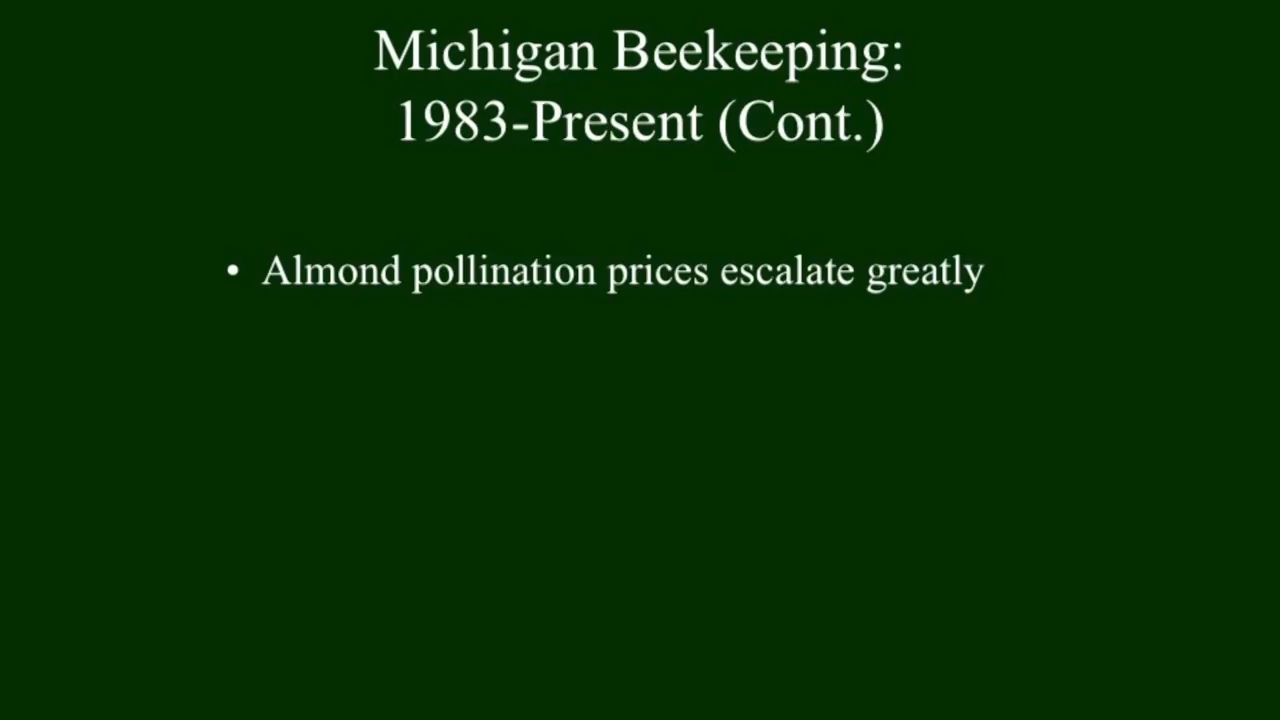 Michigan Beekeeping:
1983-Present (Cont.)
• Almond pollination prices escalate greatly